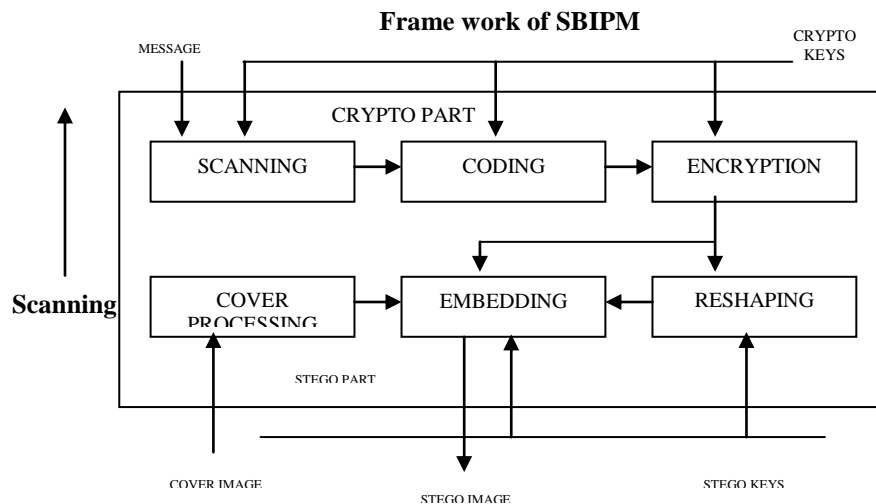 Frame work of SBIPM
MESSAGE
CRYPTO
KEYS
CRYPTO PART
SCANNING
CODING
ENCRYPTION
Scanning
COVER
PROCESSING
EMBEDDING
RESHAPING
STEGO PART
COVER IMAGE
STEGO IMAGE
STEGO KEYS